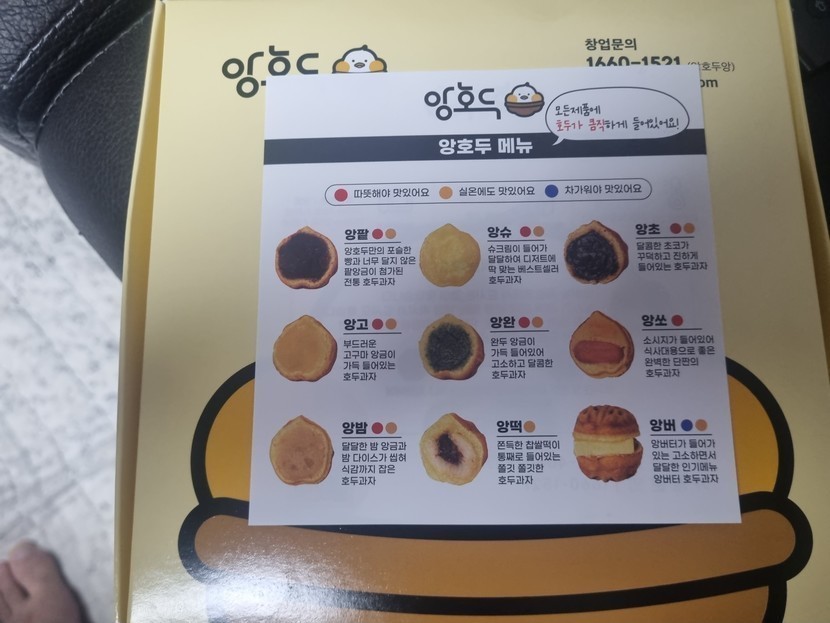 앙호두
창업문의
1660-1521
호두앙)
om
앙호두
모든제품에
호두가 큼직하게 들어있어요!
앙호두 메뉴
따뜻해야 맛있어요 실온에도 맛있어요 차가워야 맛있어요
앙팥
앙호두만의 포슬한
빵과 너무 달지 않은
팥앙금이 첨가된
전통 호두과자
앙슈
슈크림이 들어가
달달하여 디저트에
딱 맞는 베스트셀러
호두과자
앙초
달콤한 초코가
꾸덕하고 진하게
들어있는 호두과자
앙고
부드러운
고구마 앙금이
가득 들어있는
호두과자
앙완
완두 앙금이
가득 들어있어
고소하고 달콤한
호두과자
앙쏘
소시지가 들어있어
식사대용으로 좋은
완벽한 단짠의
호두과자
앙밤
달달한 밤 앙금과
밤 다이스가 씹혀
식감까지 잡은
호두과자
앙떡
쫀득한 찹쌀떡이
통째로 들어있는
쫄깃 쫄깃한
호두과자
앙버
앙버터가 들어가
있는 고소하면서
달달한 인기메뉴
앙버터 호두과자